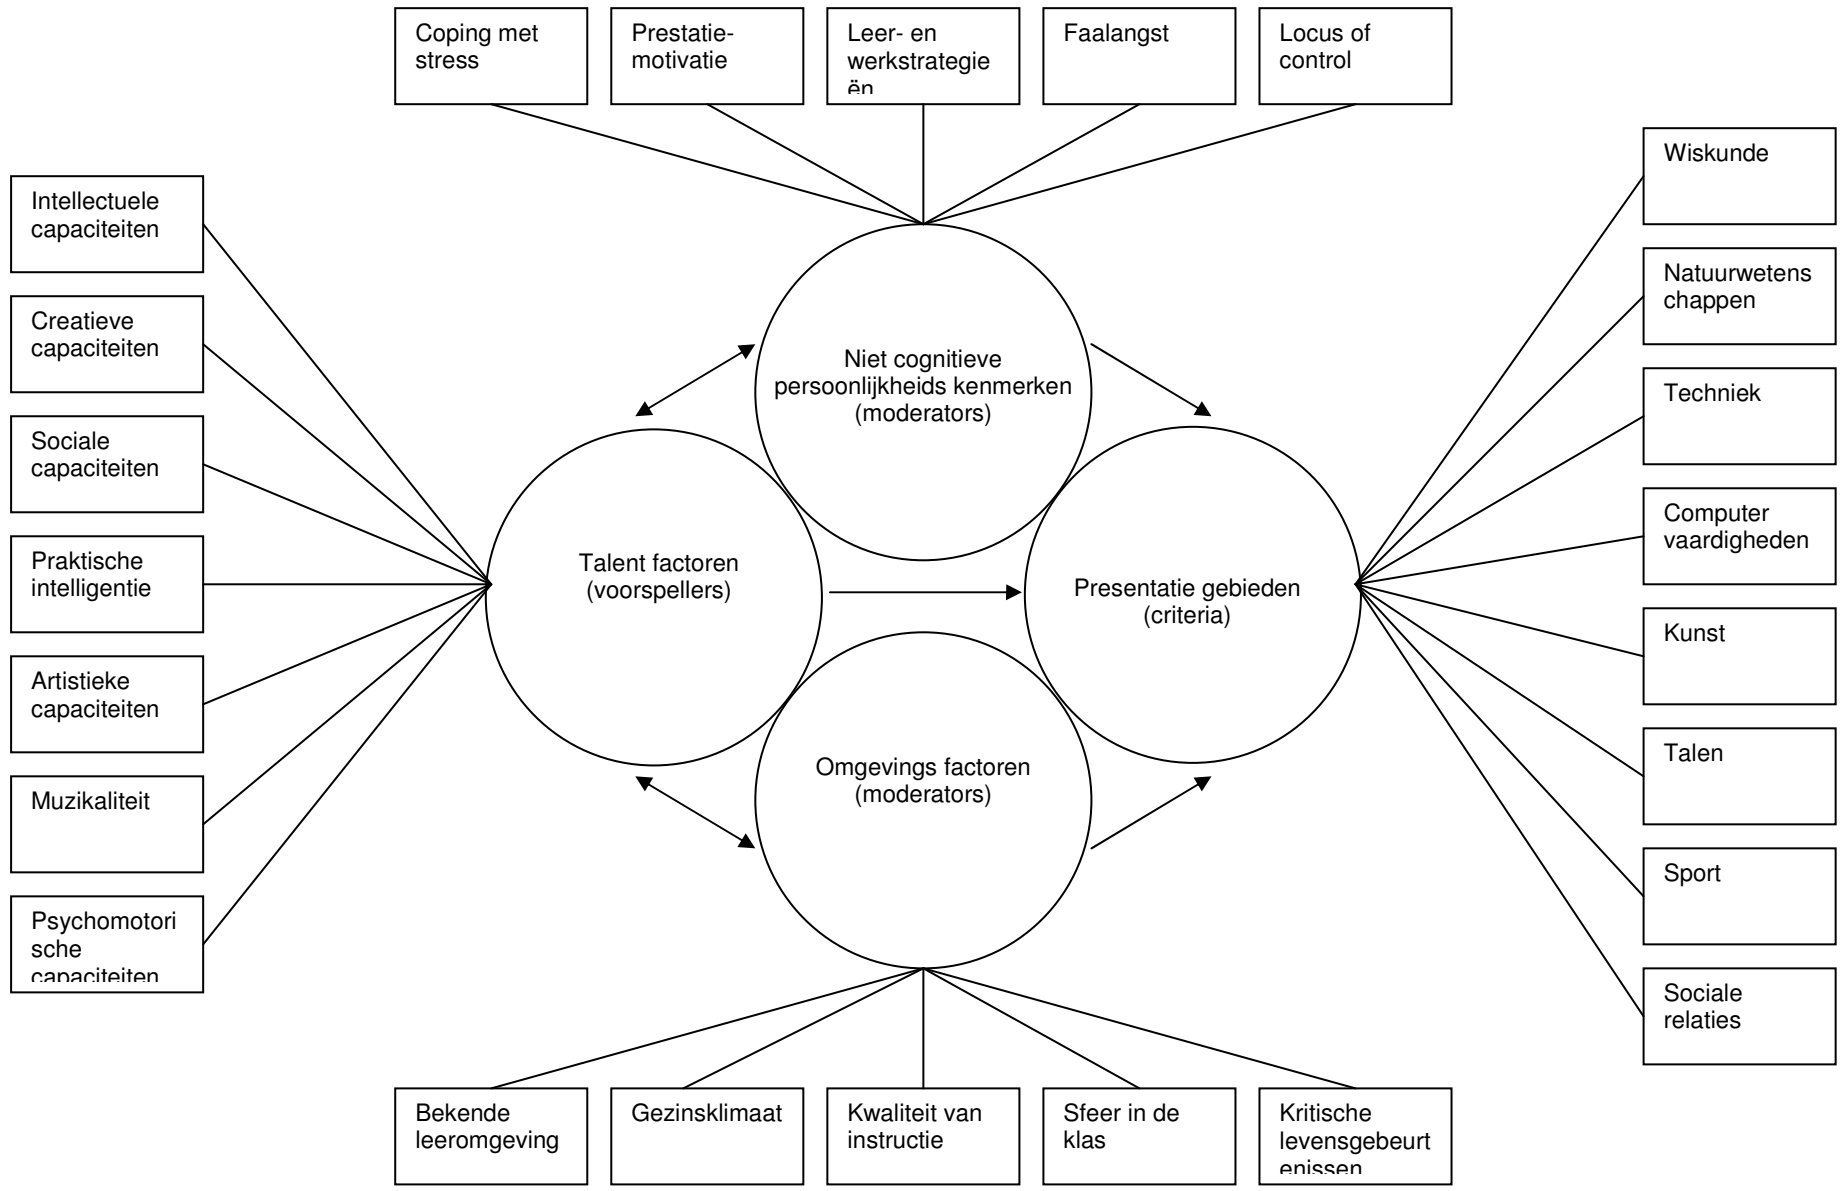 Coping met
stress
Prestatie-
motivatie
Leer- en
werkstrategie
ën
Faalangst
Locus of
control
Intellectuele
capaciteiten
Creatieve
capaciteiten
Sociale
capaciteiten
Praktische
intelligentie
Artistieke
capaciteiten
Muzikaliteit
Psychomotori
sche
capaciteiten
Niet cognitieve
persoonlijkheids kenmerken
(moderators)
Talent factoren
(voorspellers)
Presentatie gebieden
(criteria)
Omgevings factoren
(moderators)
Wiskunde
Natuurwetens
chappen
Techniek
Computer
vaardigheden
Kunst
Talen
Sport
Sociale
relaties
Bekende
leeromgeving
Gezinsklimaat
Kwaliteit van
instructie
Sfeer in de
klas
Kritische
levensgebeurt
enissen